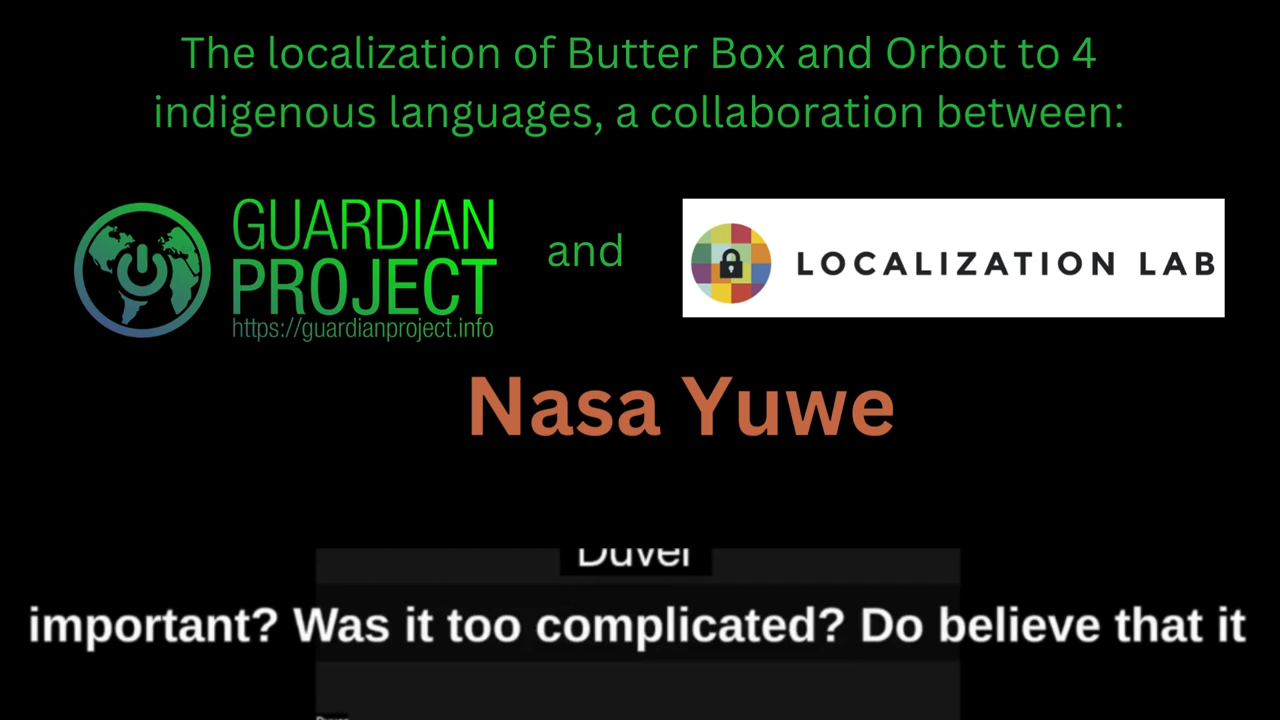 The localization of Butter Box and Orbot to 4
indigenous languages, a collaboration between:
GUARDIAN
PROJECT
https://guardianproject.info
and
LOCALIZATION LAB
Nasa Yuwe
Duver
important? Was it too complicated? Do believe that it